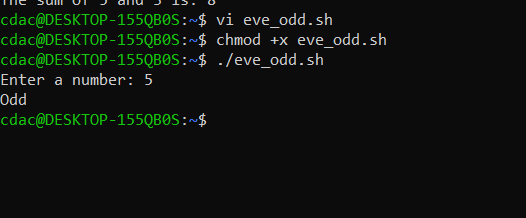 The sum of 5 and 3 is: 8
cdac@DESKTOP-155QB0S:~$ vi eve_odd.sh
cdac@DESKTOP-155QB0S:~$ chmod +x eve_odd.sh
cdac@DESKTOP-155QB0S:~$ ./eve_odd.sh
Enter a number: 5
Odd
cdac@DESKTOP-155QB0S:~$